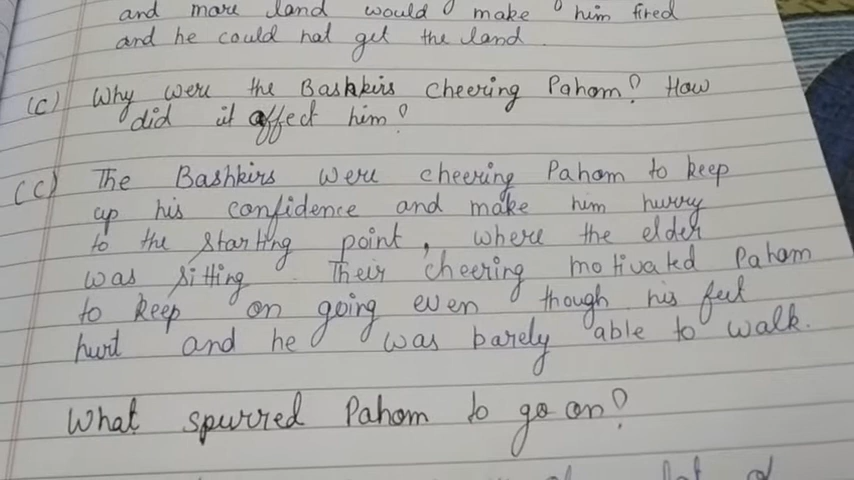 and more land would make him tired
and he could not get the land
(C) Why were the Bashkirs cheering Pahom? How
did it affect him?
(C) The Bashkirs were cheering Pahom to keep
up his confidence and make him hurry
to the starting point, where the elder
was sitting. Their cheering motivated Pahom
to keep on going even though his feet
hurt and he was barely able to walk.
What spurred Pahom to go on?